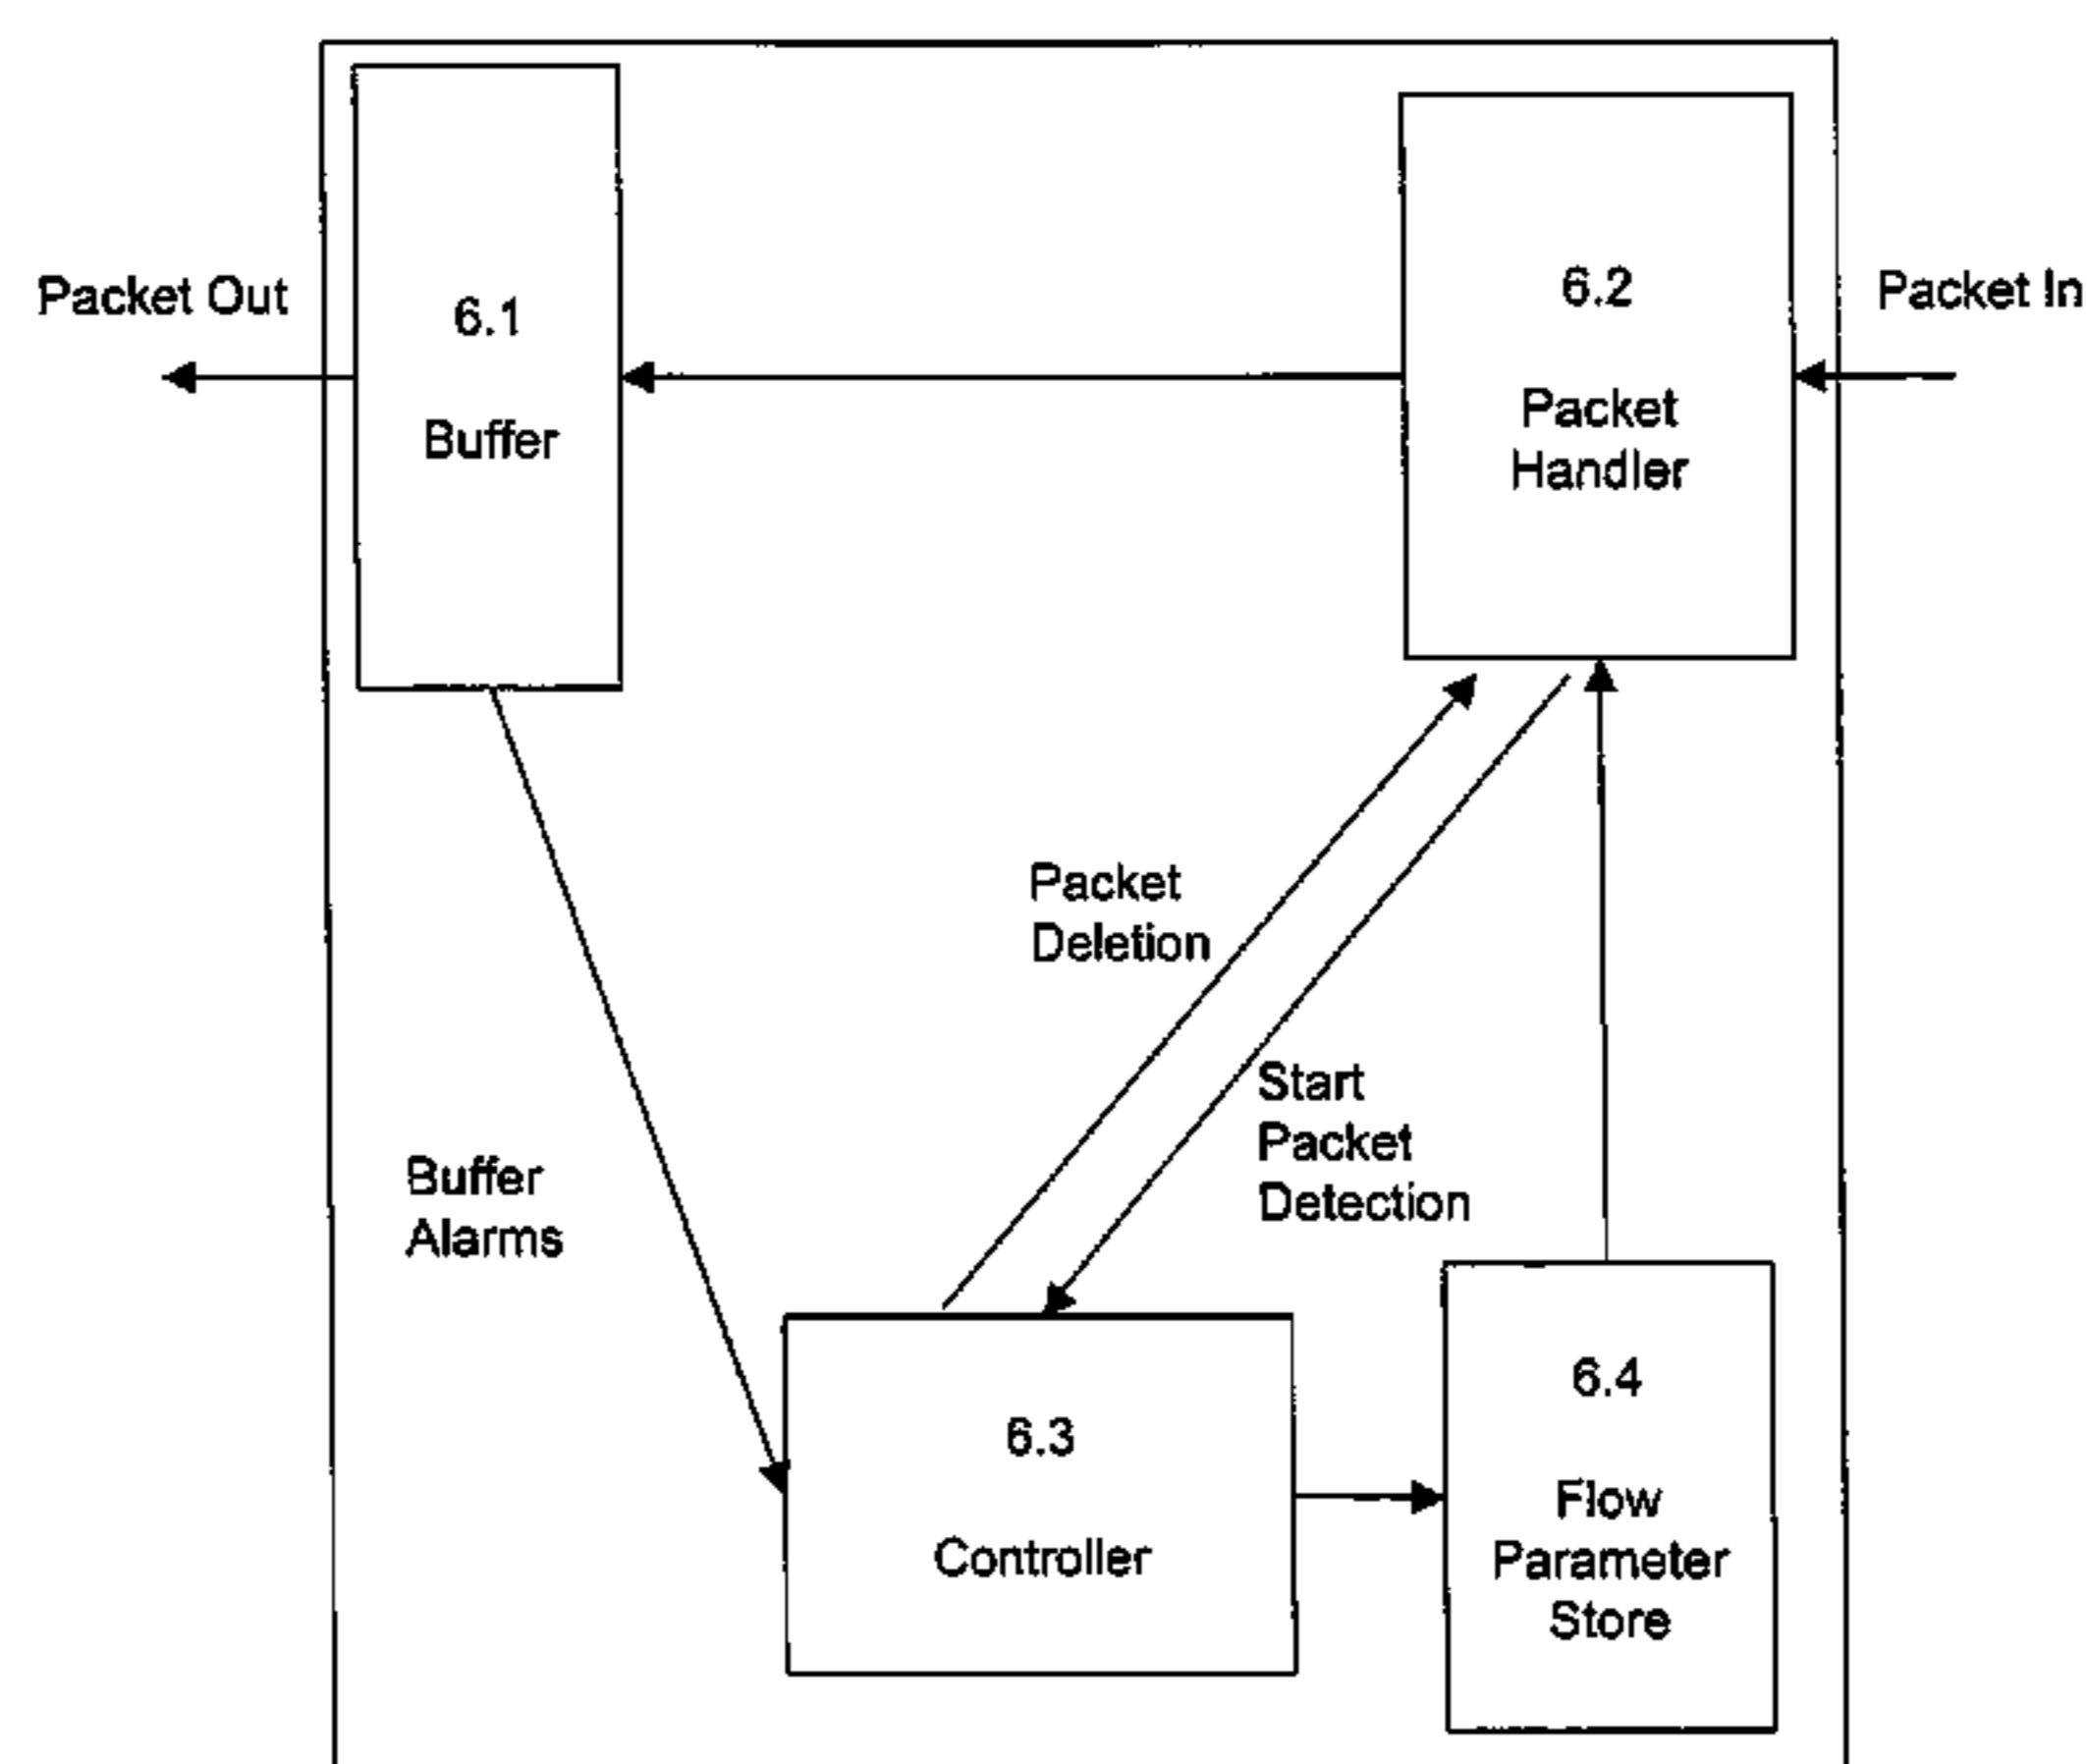 Packet Out
6.1
Buffer
6.2
Packet
Handler
Packet In
Packet
Deletion
Start
Packet
Detection
Buffer
Alarms
6.3
Controller
6.4
Flow
Parameter
Store